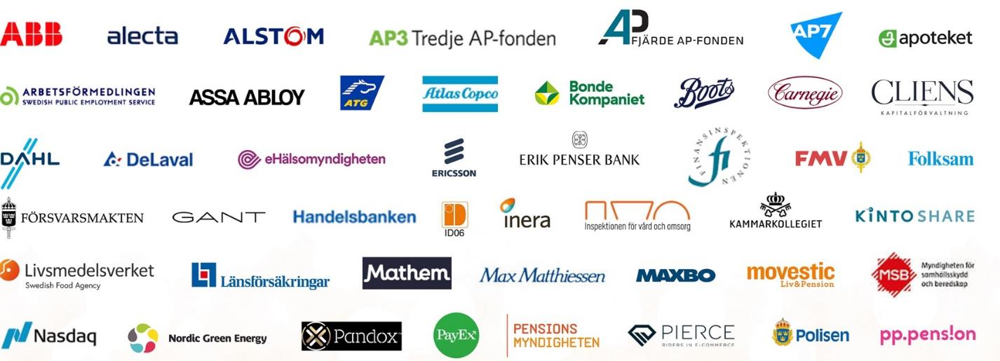 ABB
alecta
ALSTOM
AP3 Tredje AP-fonden
AP
FJÄRDE AP-FONDEN
AP7
apoteket
ARBETSFÖRMEDLINGEN
SWEDISH PUBLIC EMPLOYMENT SERVICE
ASSA ABLOY
ATG
Atlas Copco
Bonde
Kompaniet
Boots
Carnegie
CLIENS
KAPITALFÖRVALTNING
DAHL
DeLaval
eHälsomyndigheten
ERICSSON
ERIK PENSER BANK
FINANSINSPEKTIONEN
fi
FMV
Folksam
FÖRSVARSMAKTEN
GANT
Handelsbanken
ID
ID06
inera
Inspektionen för vård och omsorg
KAMMARKOLLEGIET
KINTO SHARE
Livsmedelsverket
Swedish Food Agency
Länsförsäkringar
Mathem
Max Matthiessen
MAXBO
movestic
Liv&Pension
MSB
Myndigheten för
samhällsskydd
och beredskap
Nasdaq
Nordic Green Energy
Pandox
PayEx
PENSIONS
MYNDIGHETEN
PIERCE
RIDERS IN E-COMMERCE
Polisen
pp.pens!on